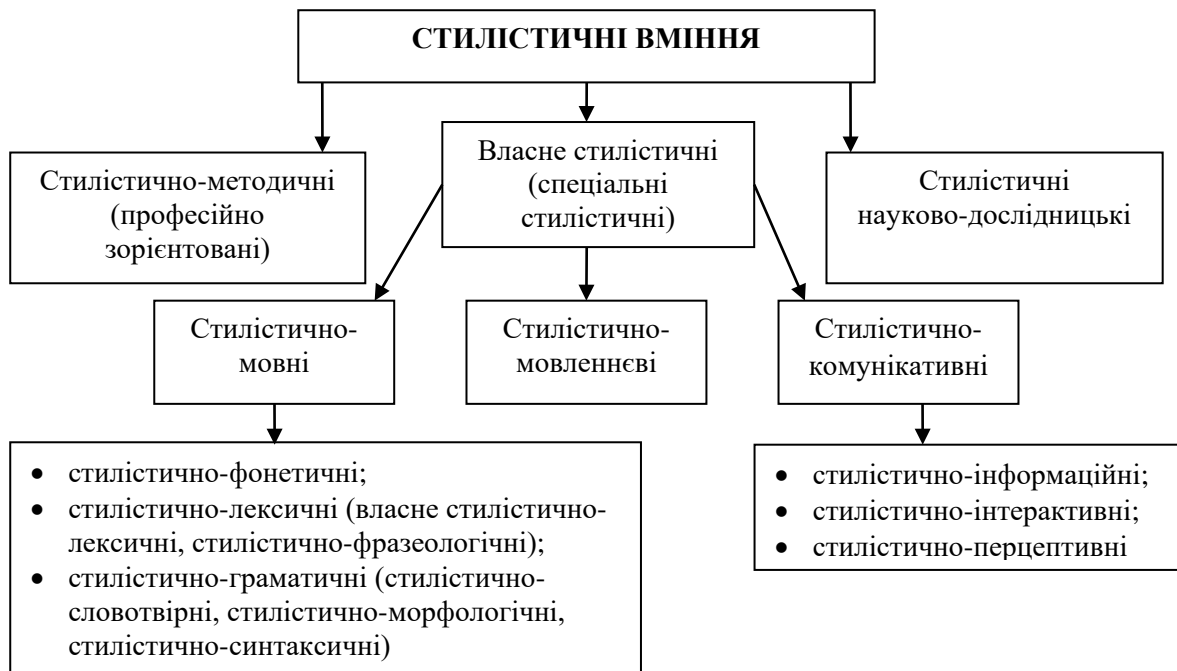 СТИЛІСТИЧНІ ВМІННЯ
Стилістично-методичні
(професійно
зорієнтовані)
Власне стилістичні
(спеціальні
стилістичні)
Стилістичні
науково-дослідницькі
Стилістично-
мовні
Стилістично-
мовленнєві
Стилістично-
комунікативні
• стилістично-фонетичні;
• стилістично-лексичні (власне стилістично-
лексичні, стилістично-фразеологічні);
• стилістично-граматичні (стилістично-
словотвірні, стилістично-морфологічні,
стилістично-синтаксичні)
• стилістично-інформаційні;
• стилістично-інтерактивні;
• стилістично-перцептивні